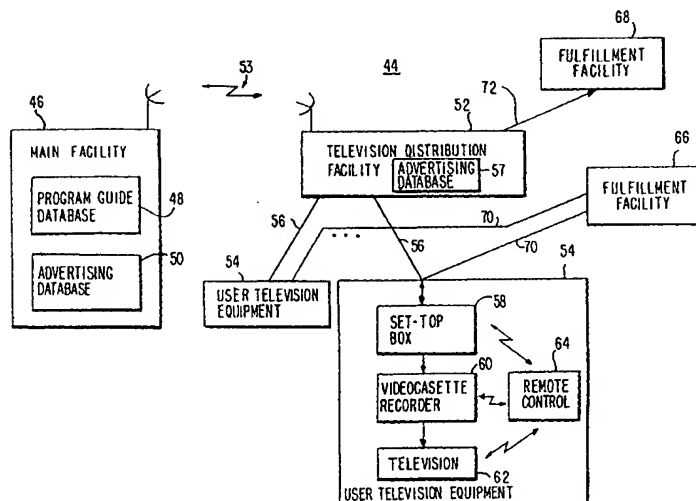 68
53
44
FULFILLMENT
FACILITY
46
52
72
MAIN FACILITY
TELEVISION DISTRIBUTION
FACILITY
ADVERTISING
DATABASE
57
66
PROGRAM GUIDE
DATABASE
48
FULFILLMENT
FACILITY
56
70
...
56
70
50
ADVERTISING
DATABASE
54
54
USER TELEVISION
EQUIPMENT
58
SET-TOP
BOX
60
64
VIDEOCASETTE
RECORDER
REMOTE
CONTROL
TELEVISION
62
USER TELEVISION EQUIPMENT